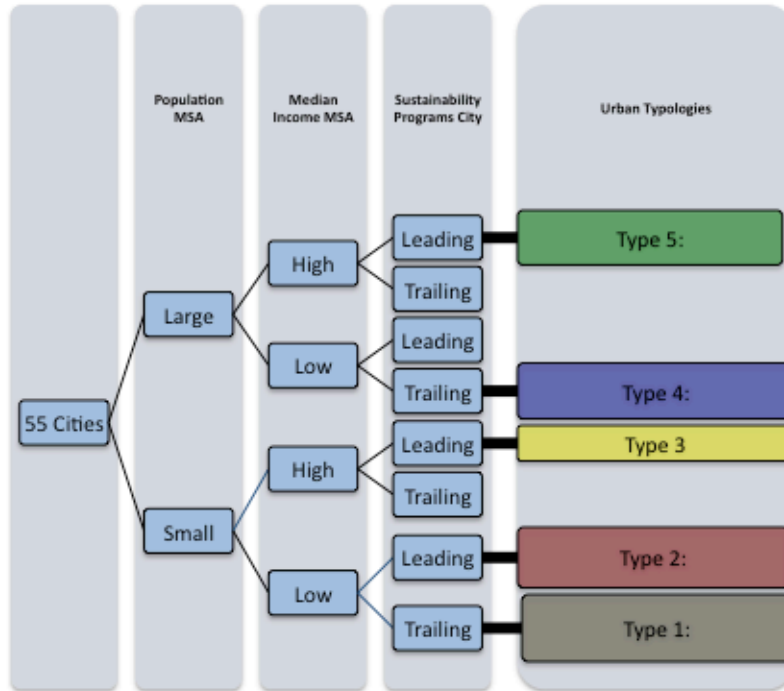 Population
MSA
Median
Income MSA
Sustainability
Programs City
Urban Typologies
Leading
Type 5:
High
Trailing
Large
Leading
Low
Trailing
Type 4:
55 Cities
Leading
Type 3
High
Trailing
Small
Leading
Type 2:
Low
Trailing
Type 1: